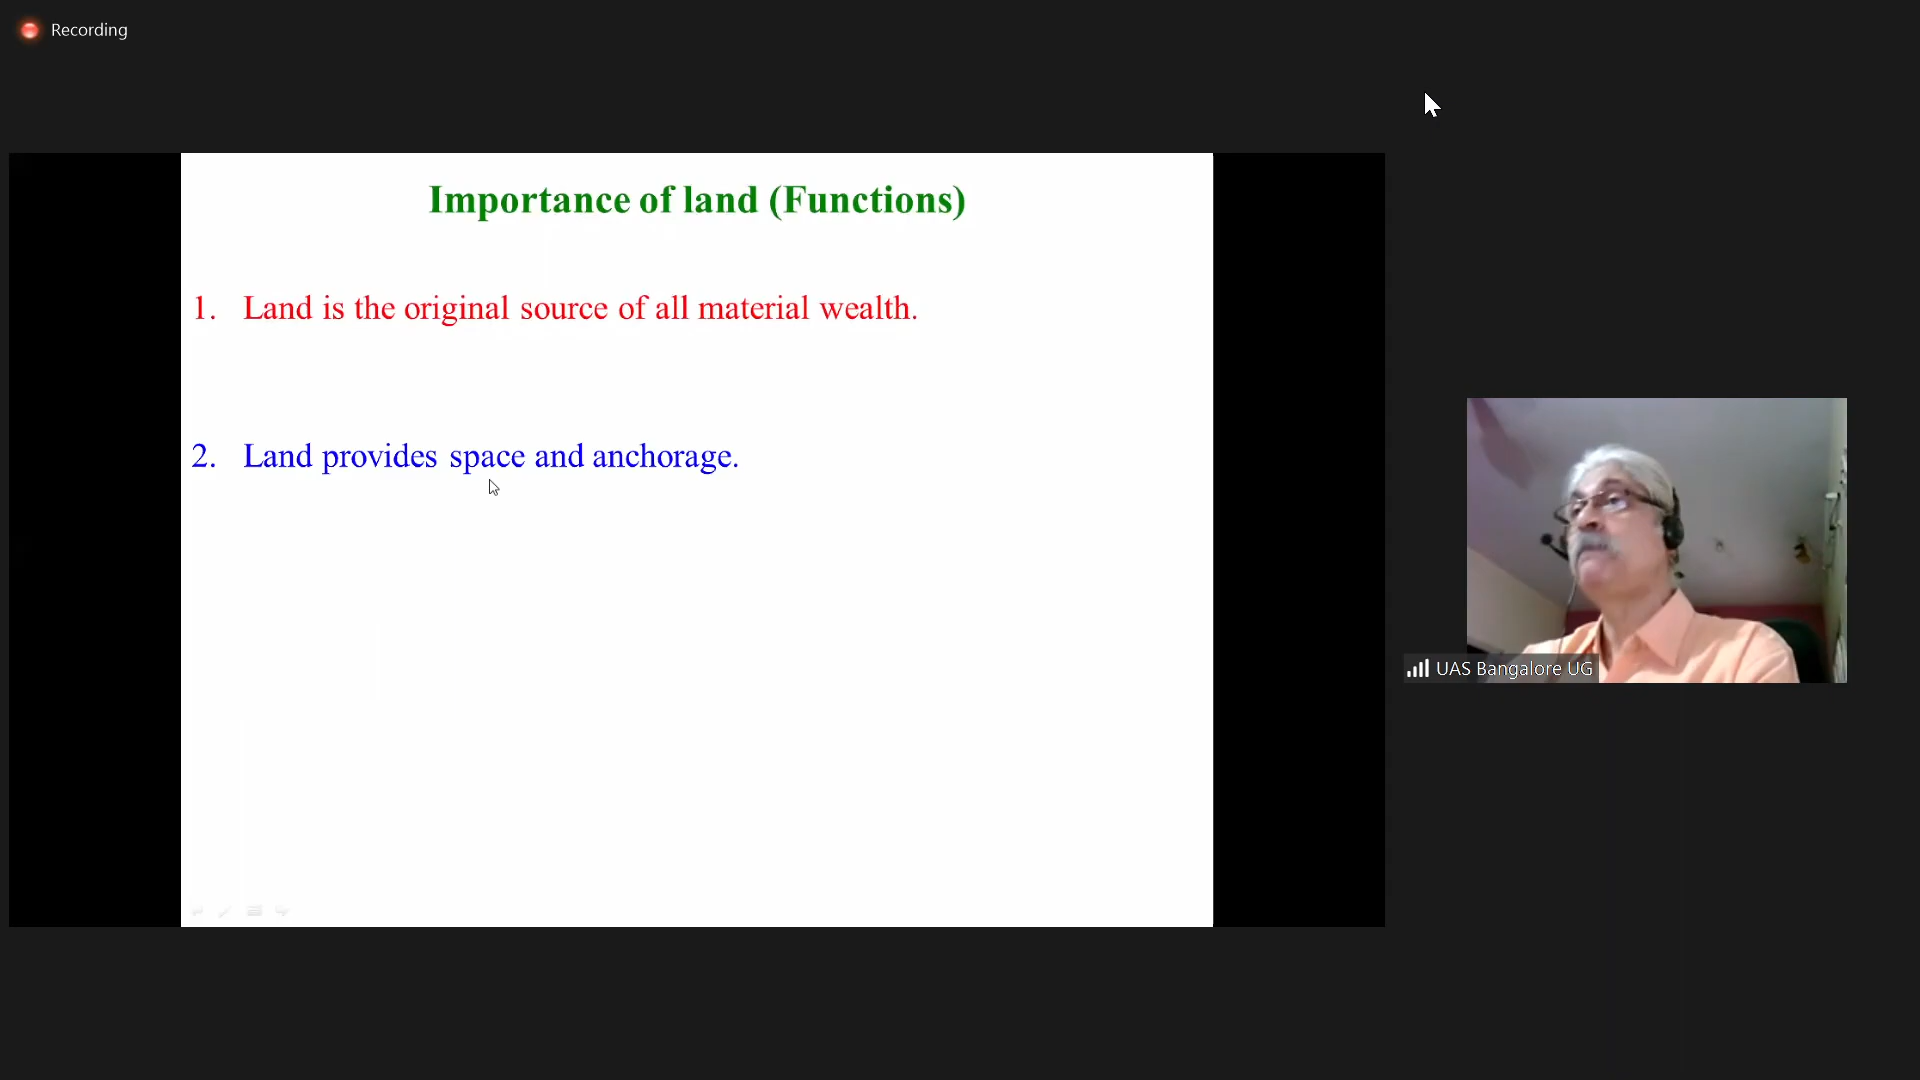 Recording
Importance of land (Functions)
1. Land is the original source of all material wealth.
2. Land provides space and anchorage.
UAS Bangalore UG